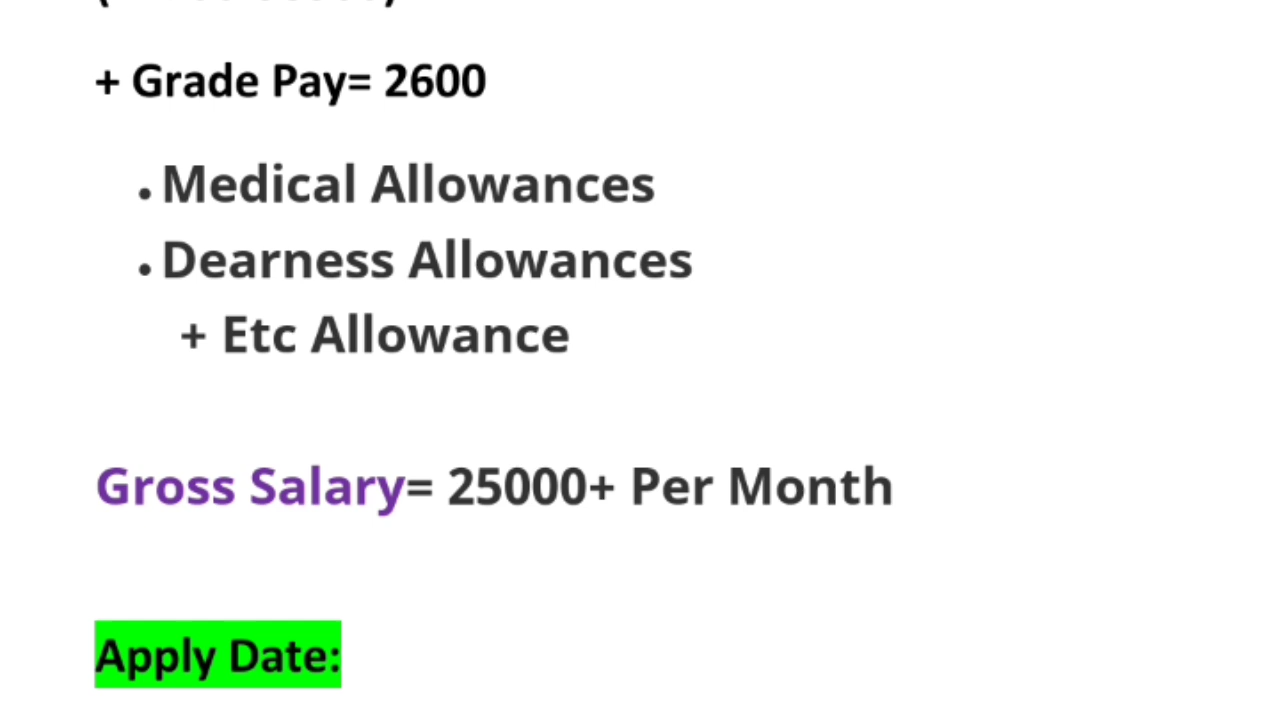 + Grade Pay= 2600
• Medical Allowances
• Dearness Allowances
+ Etc Allowance
Gross Salary= 25000+ Per Month
Apply Date: